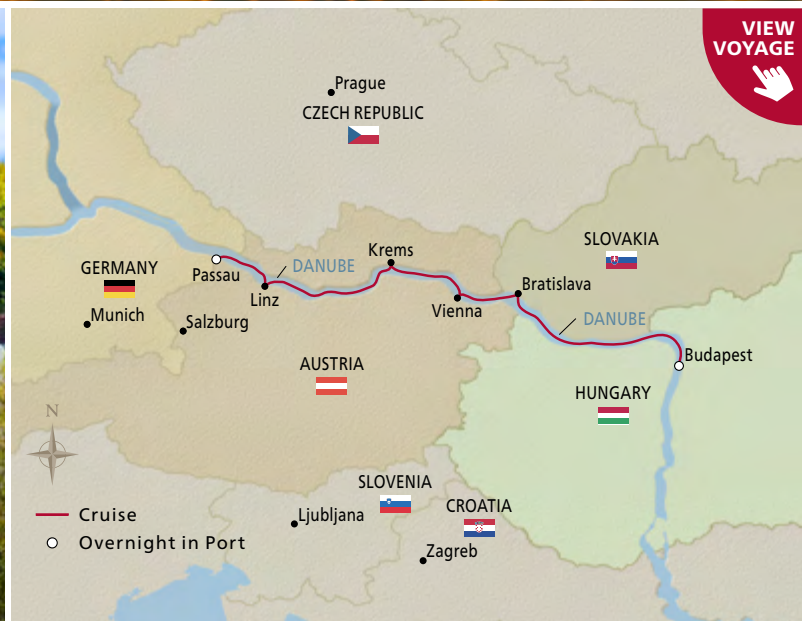 VIEW
VOYAGE
Prague
CZECH REPUBLIC
SLOVAKIA
Krems
GERMANY
Passau
DANUBE
Linz
Bratislava
Vienna
Munich
Salzburg
DANUBE
Budapest
AUSTRIA
HUNGARY
N
SLOVENIA
CROATIA
Ljubljana
Zagreb
Cruise
Overnight in Port